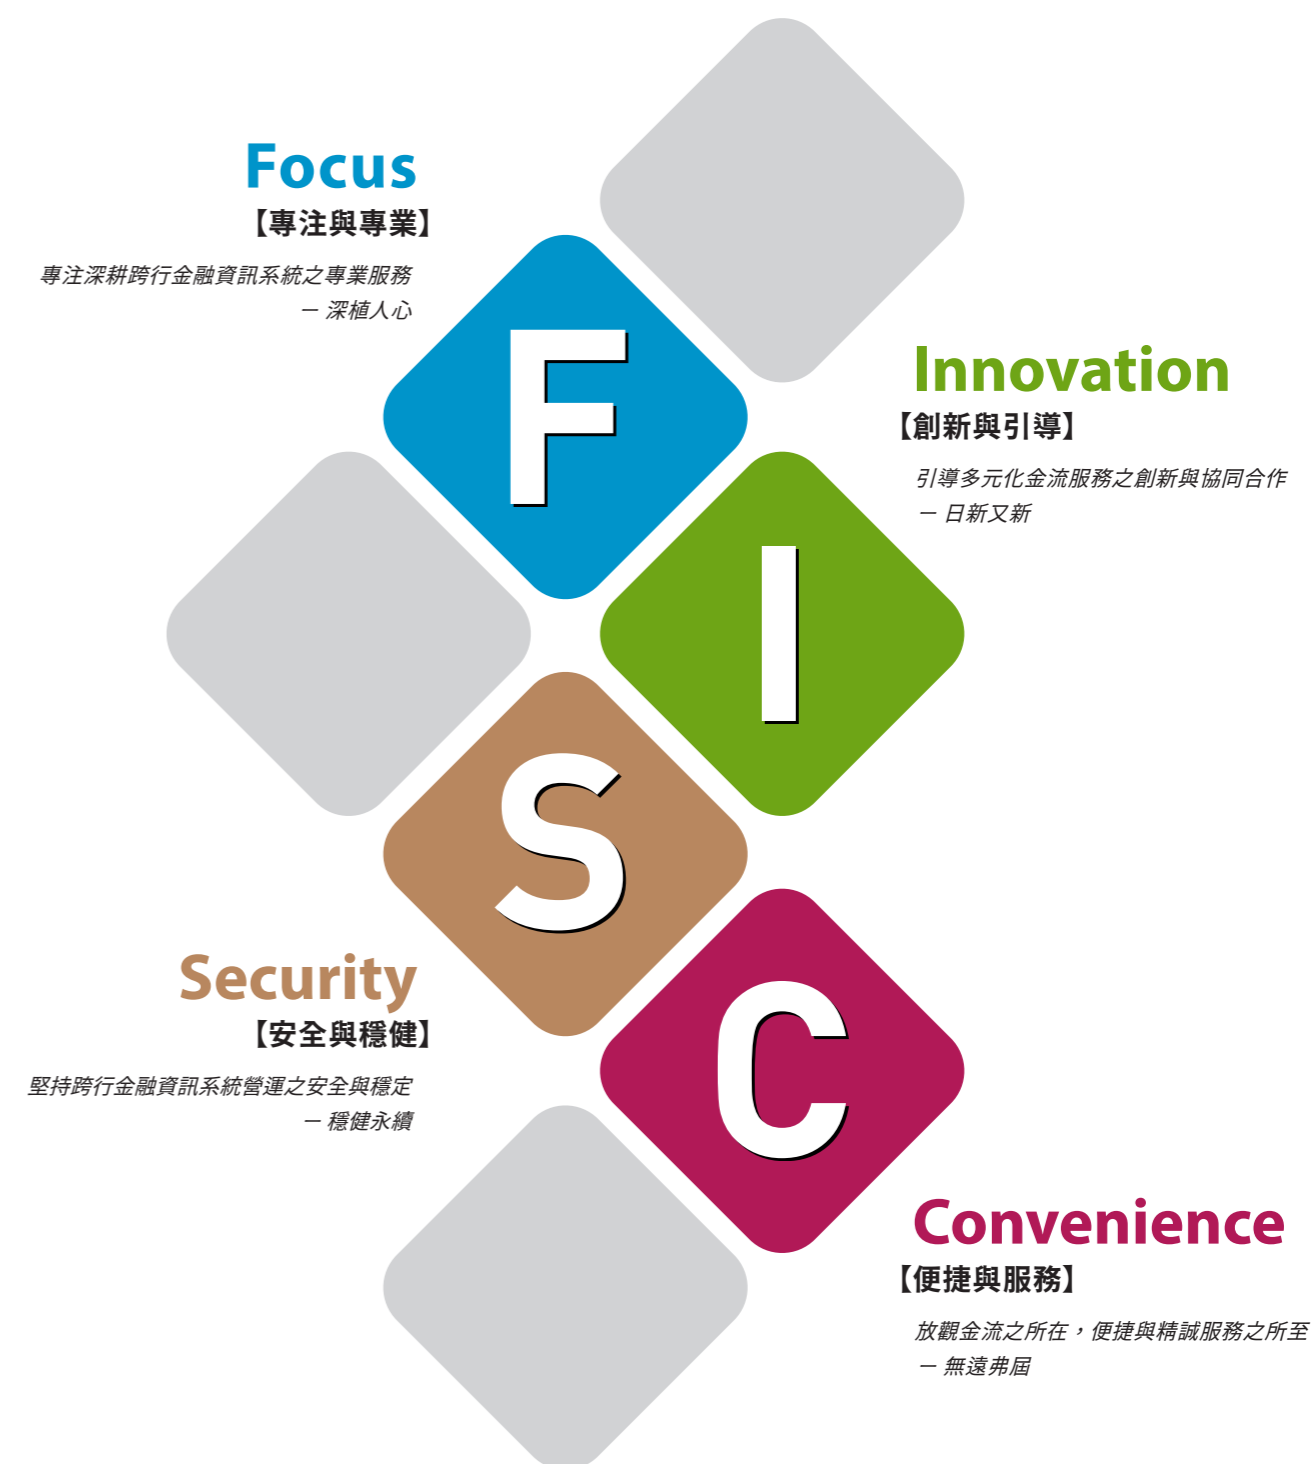 Focus
【專注與專業】
專注深耕跨行金融資訊系統之專業服務
－ 深植人心
F
Innovation
【創新與引導】
引導多元化金流服務之創新與協同合作
－ 日新又新
I
S
Security
【安全與穩健】
堅持跨行金融資訊系統營運之安全與穩定
－ 穩健永續
C
Convenience
【便捷與服務】
放觀金流之所在，便捷與精誠服務之所至
－ 無遠弗屆